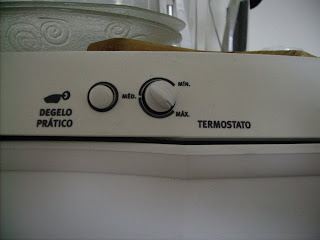 DEGELO
PRÁTICO
MÍN.
MÉD.
MÁX.
TERMOSTATO